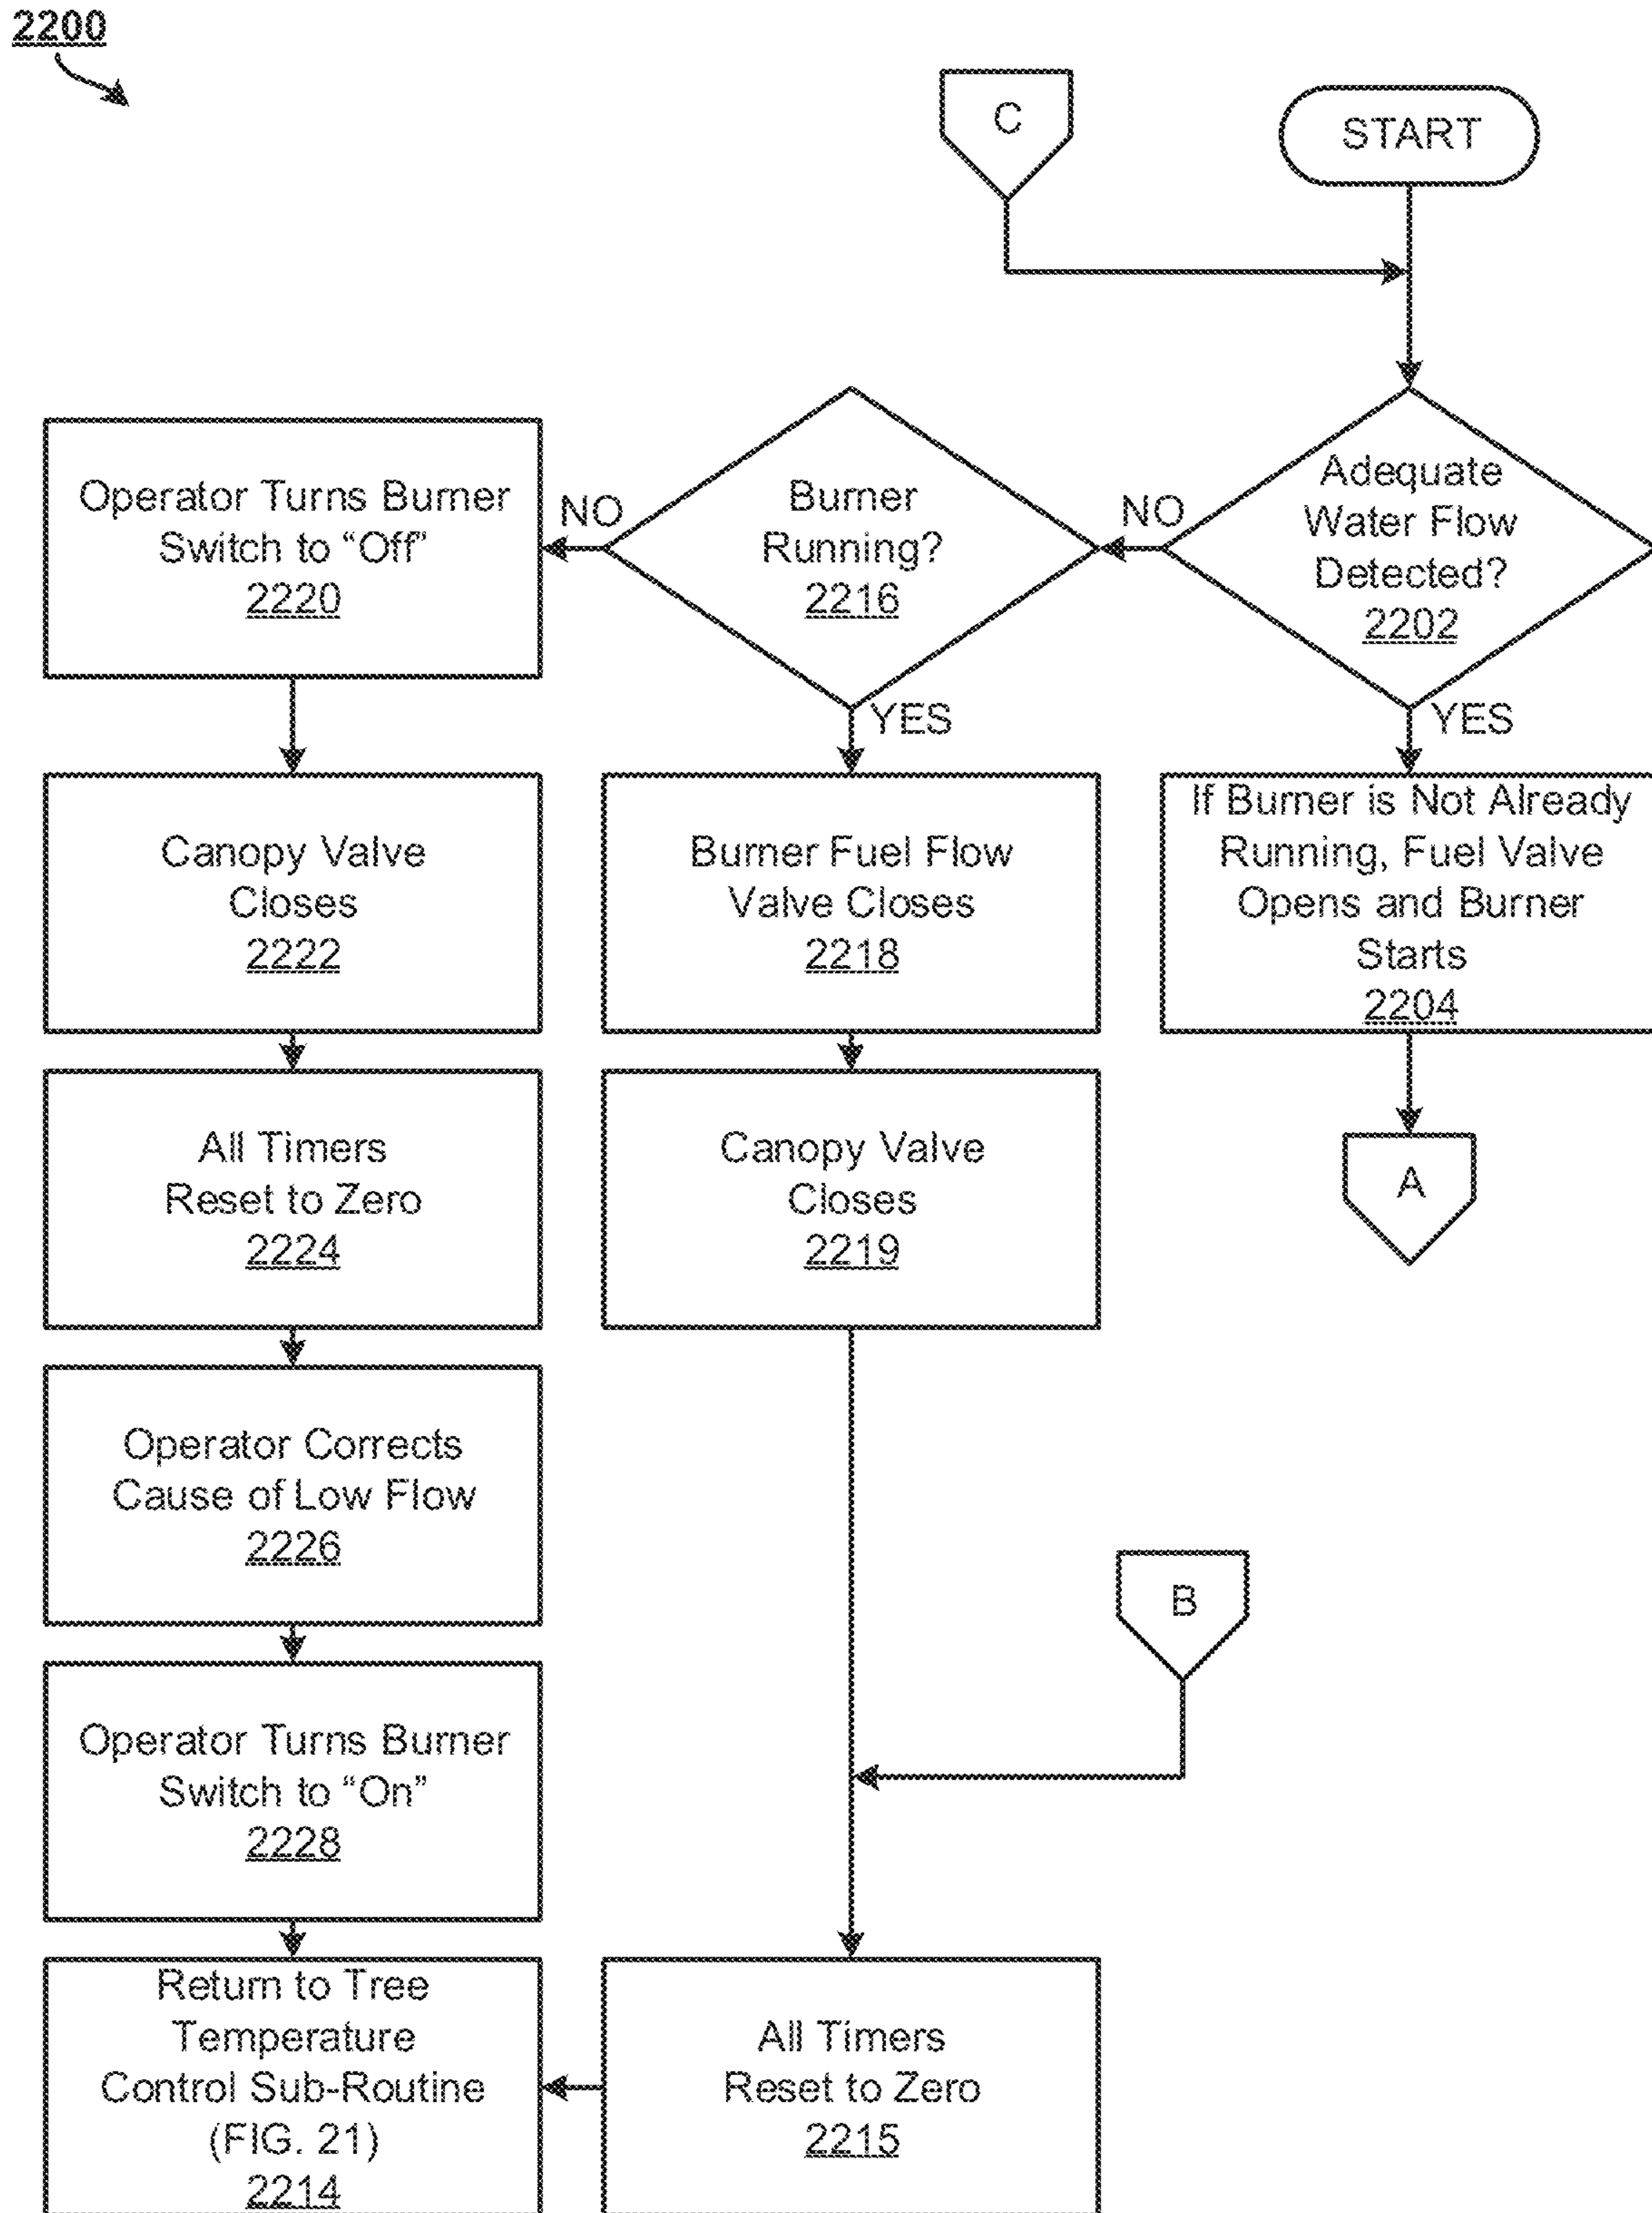 2200
C
START
Adequate
Water Flow
Detected?
2202
NO
YES
Burner
Running?
2216
NO
YES
Operator Turns Burner
Switch to “Off”
2220
Canopy Valve
Closes
2222
Burner Fuel Flow
Valve Closes
2218
If Burner is Not Already
Running, Fuel Valve
Opens and Burner
Starts
2204
All Timers
Reset to Zero
2224
Canopy Valve
Closes
2219
A
Operator Corrects
Cause of Low Flow
2226
B
Operator Turns Burner
Switch to “On”
2228
Return to Tree
Temperature
Control Sub-Routine
(FIG. 21)
2214
All Timers
Reset to Zero
2215